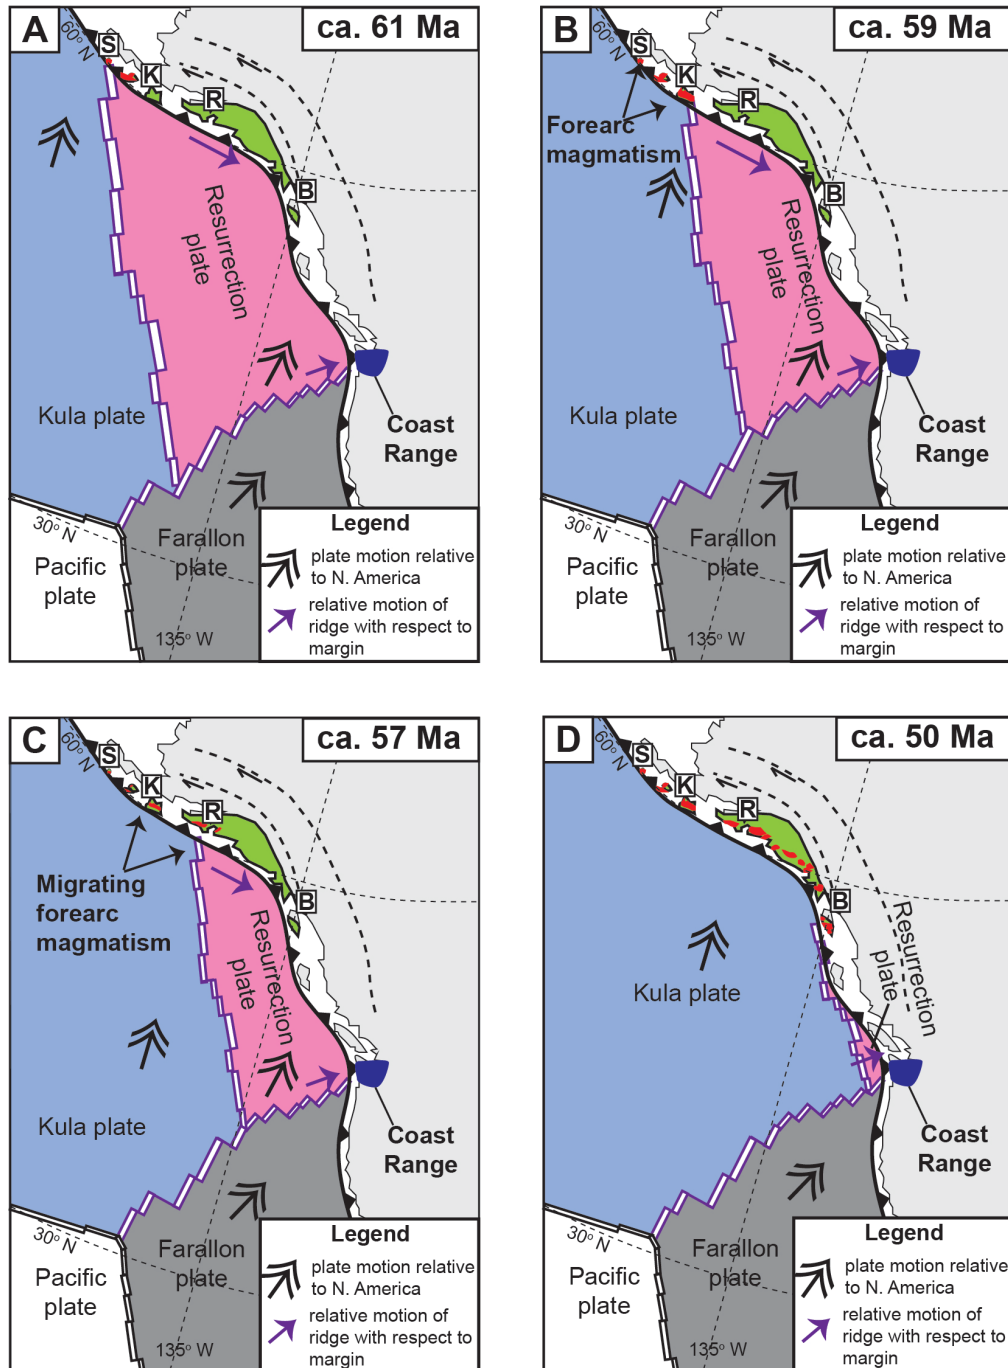 A
ca. 61 Ma
60° N
S
K
R
B
Resurrection
plate
Kula plate
Coast
Range
30° N
Pacific
plate
Farallon
plate
135° W
Legend
plate motion relative
to N. America
relative motion of
ridge with respect to
margin
B
ca. 59 Ma
60° N
S
K
R
B
Forearc
magmatism
Resurrection
plate
Kula plate
Coast
Range
30° N
Pacific
plate
Farallon
plate
135° W
Legend
plate motion relative
to N. America
relative motion of
ridge with respect to
margin
C
ca. 57 Ma
60° N
S
K
R
B
Migrating
forearc
magmatism
Resurrection
plate
Kula plate
Coast
Range
30° N
Pacific
plate
Farallon
plate
135° W
Legend
plate motion relative
to N. America
relative motion of
ridge with respect to
margin
D
ca. 50 Ma
60° N
S
K
R
B
Resurrection
plate
Kula plate
Coast
Range
30° N
Pacific
plate
Farallon
plate
135° W
Legend
plate motion relative
to N. America
relative motion of
ridge with respect to
margin